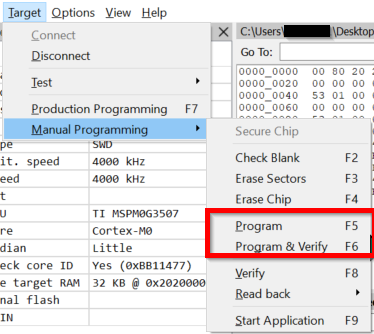 Target Options View Help
Connect
Disconnect
Test
Production Programming F7
Manual Programming
C:\Users\ \Desktop
Go To:
0000_0000 00 80 20
0000_0020 00 00 00
0000_0040 53 01 00
0000_0060 00 00 00
Secure Chip
Check Blank F2
Erase Sectors F3
Erase Chip F4
Program F5
Program & Verify F6
Verify F8
Read back
Start Application F9
pe SWD
it. speed 4000 kHz
eed 4000 kHz
t
U TI MSPM0G3507
re Cortex-M0
dian Little
eck core ID Yes (0xBB11477)
e target RAM 32 KB @ 0x2020000
nal flash
IN